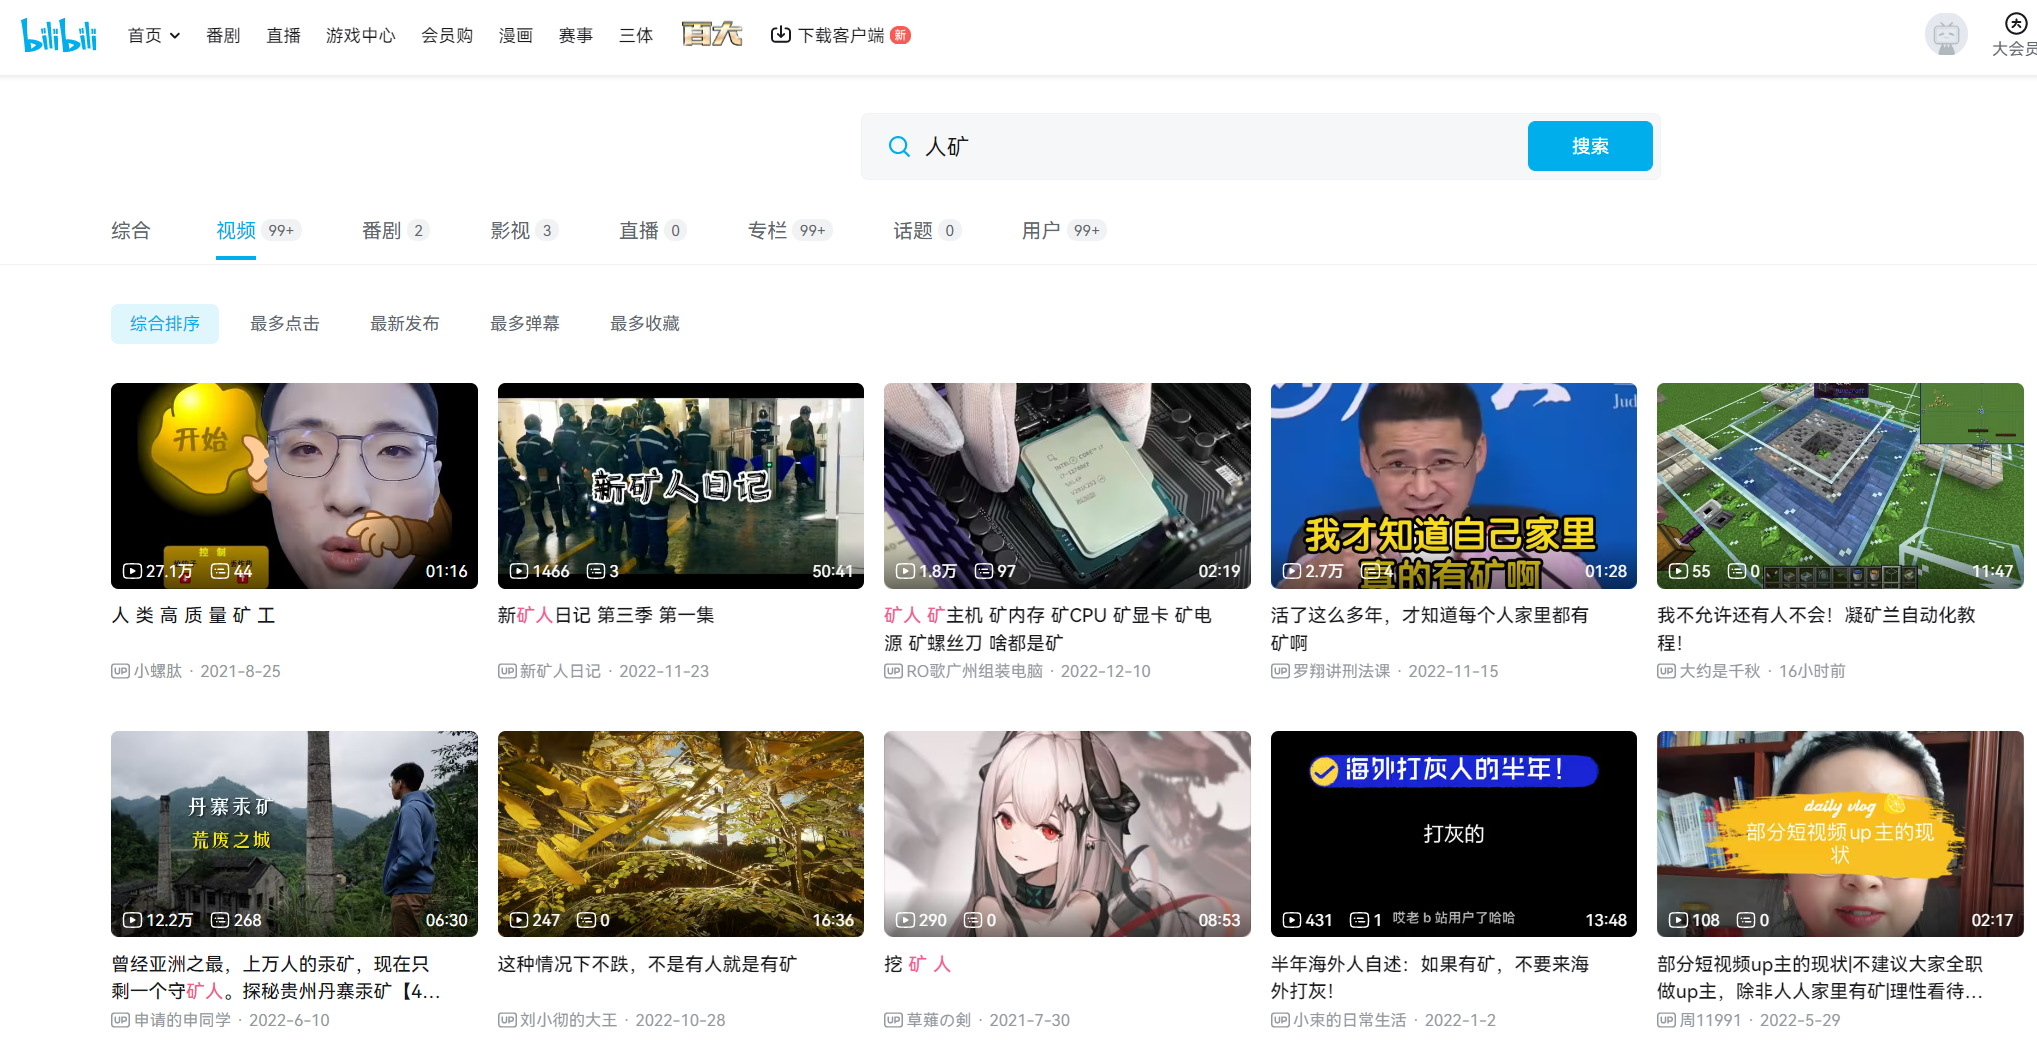 bilibili
首页 番剧 直播 游戏中心 会员购 漫画 赛事 三体 百大 下载客户端 新
大会员
人矿
搜索
综合 视频 99+ 番剧 2 影视 3 直播 0 专栏 99+ 话题 0 用户 99+
综合排序 最多点击 最新发布 最多弹幕 最多收藏
开始
控 制
27.1万 44 01:16
新矿人日记
1466 3 50:41
INTEL® CORE™ i7
1.8万 97 02:19
Jud
我才知道自己家里
真的有矿啊
2.7万 4 01:28
55 0 11:47
人 类 高 质 量 矿 工
新矿人日记 第三季 第一集
矿人 矿主机 矿内存 矿CPU 矿显卡 矿电
源 矿螺丝刀 啥都是矿
活了这么多年，才知道每个人家里都有
矿啊
我不允许还有人不会！凝矿兰自动化教
程！
UP 小螺肽 · 2021-8-25
UP 新矿人日记 · 2022-11-23
UP RO歌广州组装电脑 · 2022-12-10
UP 罗翔讲刑法课 · 2022-11-15
UP 大约是千秋 · 16小时前
丹寨汞矿
荒废之城
12.2万 268 06:30
247 0 16:36
290 0 08:53
海外打灰人的半年！
打灰的
431 1 哎老b站用户了哈哈 13:48
daily vlog
部分短视频up主的现
状
108 0 02:17
曾经亚洲之最，上万人的汞矿，现在只
剩一个守矿人。探秘贵州丹寨汞矿【4...
这种情况下不跌，不是有人就是有矿
挖 矿 人
半年海外人自述：如果有矿，不要来海
外打灰！
部分短视频up主的现状|不建议大家全职
做up主，除非人人家里有矿|理性看待...
UP 申请的申同学 · 2022-6-10
UP 刘小彻的大王 · 2022-10-28
UP 草薙の剣 · 2021-7-30
UP 小束的日常生活 · 2022-1-2
UP 周11991 · 2022-5-29